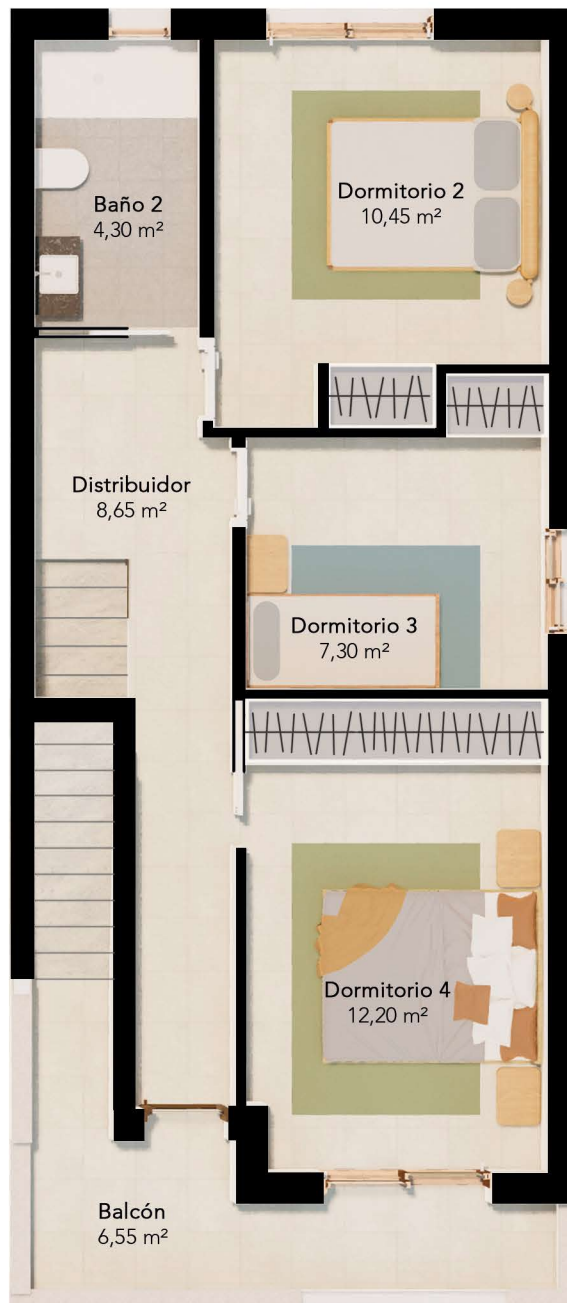 Baño 2
4,30 m²
Dormitorio 2
10,45 m²
Distribuidor
8,65 m²
Dormitorio 3
7,30 m²
Dormitorio 4
12,20 m²
Balcón
6,55 m²